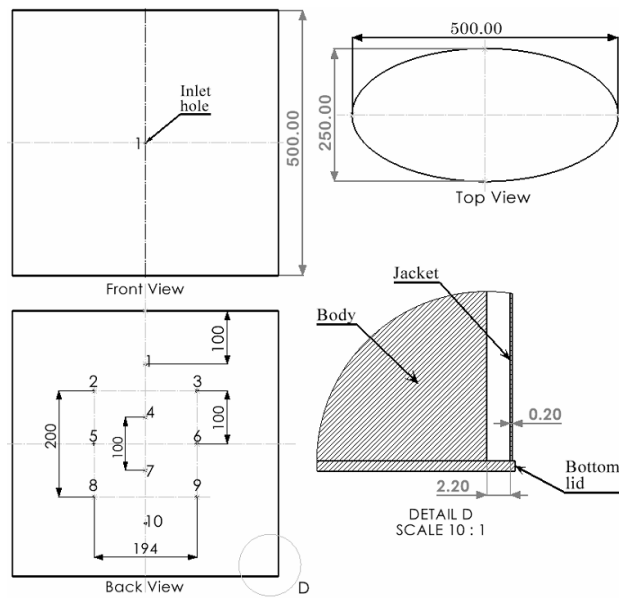 Inlet
hole
1
500.00
Front View
500.00
250.00
Top View
1
100
2
3
4
100
200
100
5
6
7
8
9
10
194
Back View
D
Jacket
Body
0.20
Bottom
lid
2.20
DETAIL D
SCALE 10 : 1